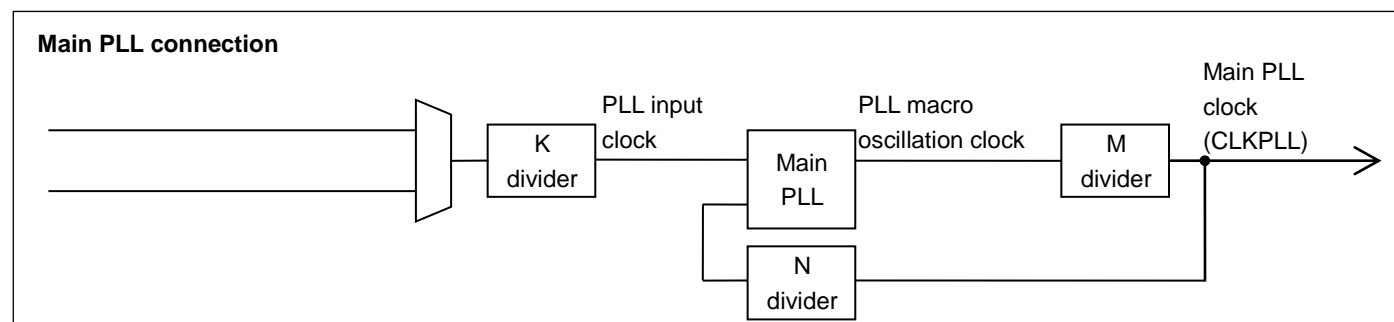 Main PLL connection
K
divider
PLL input
clock
Main
PLL
PLL macro
oscillation clock
M
divider
Main PLL
clock
(CLKPLL)
N
divider